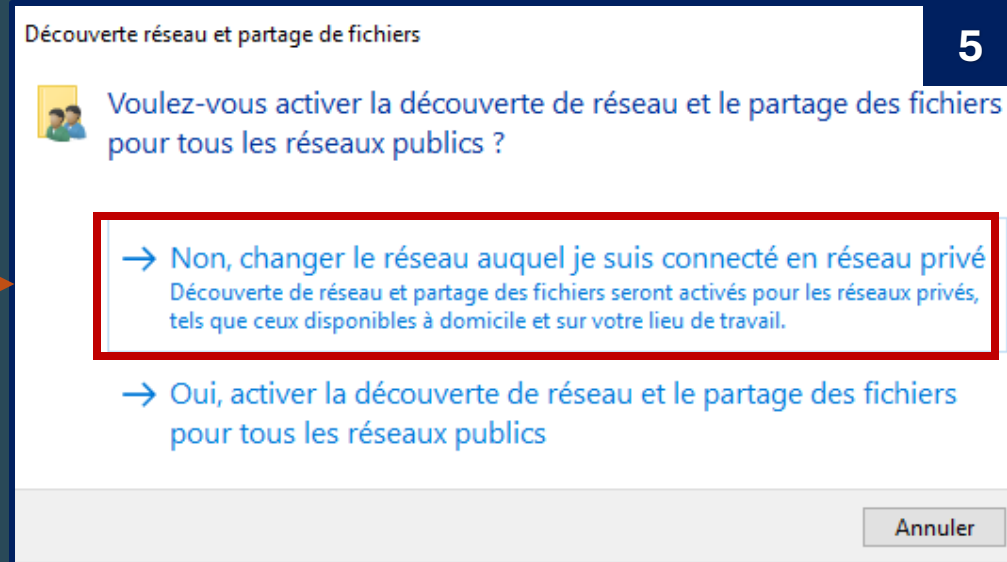 Découverte réseau et partage de fichiers
5
Voulez-vous activer la découverte de réseau et le partage des fichiers
pour tous les réseaux publics ?
→ Non, changer le réseau auquel je suis connecté en réseau privé
Découverte de réseau et partage des fichiers seront activés pour les réseaux privés,
tels que ceux disponibles à domicile et sur votre lieu de travail.
→ Oui, activer la découverte de réseau et le partage des fichiers
pour tous les réseaux publics
Annuler